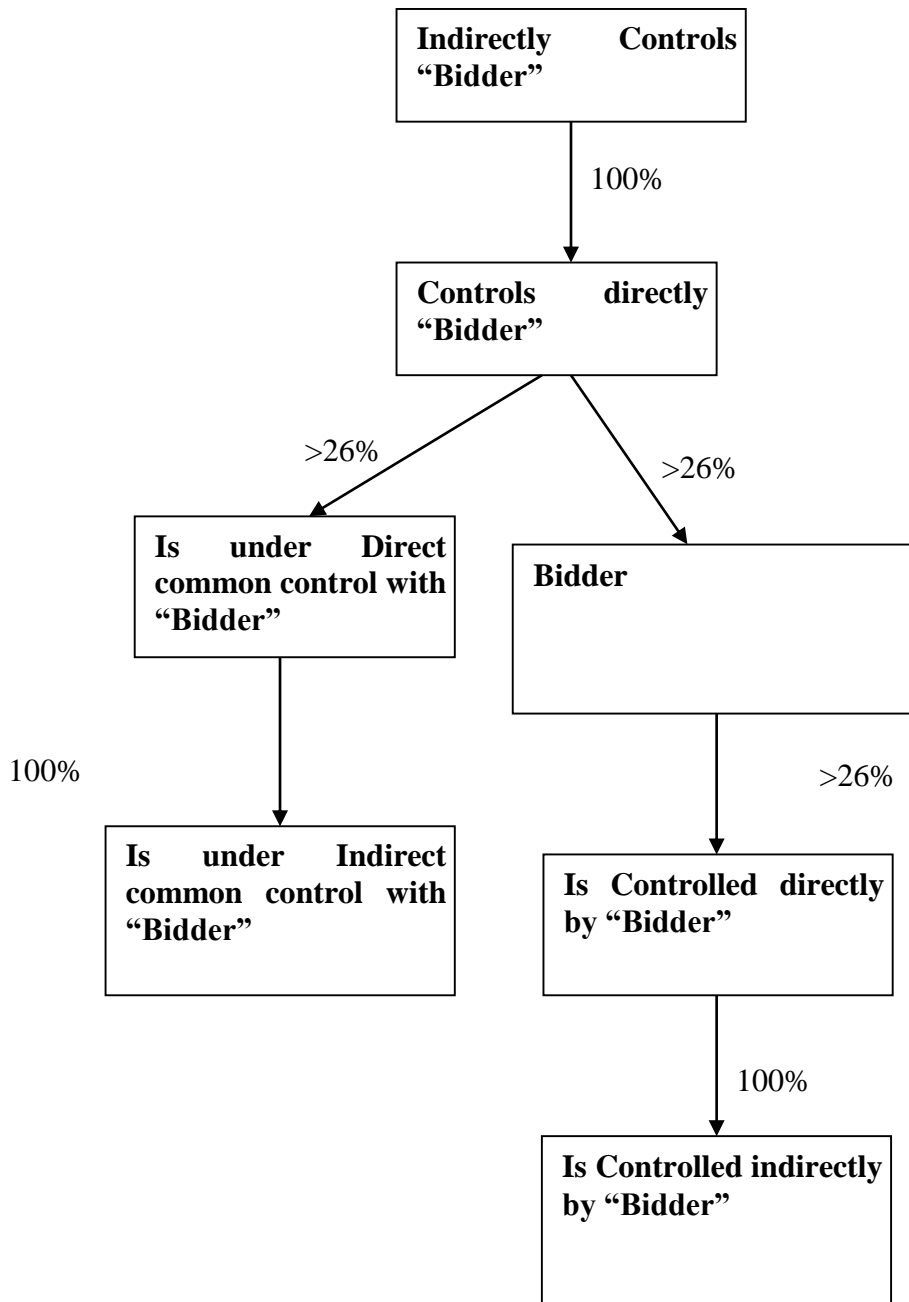 Indirectly Controls
“Bidder”
100%
Controls directly
“Bidder”
>26%
>26%
Is under Direct
common control with
“Bidder”
Bidder
100%
>26%
Is under Indirect
common control with
“Bidder”
Is Controlled directly
by “Bidder”
100%
Is Controlled indirectly
by “Bidder”